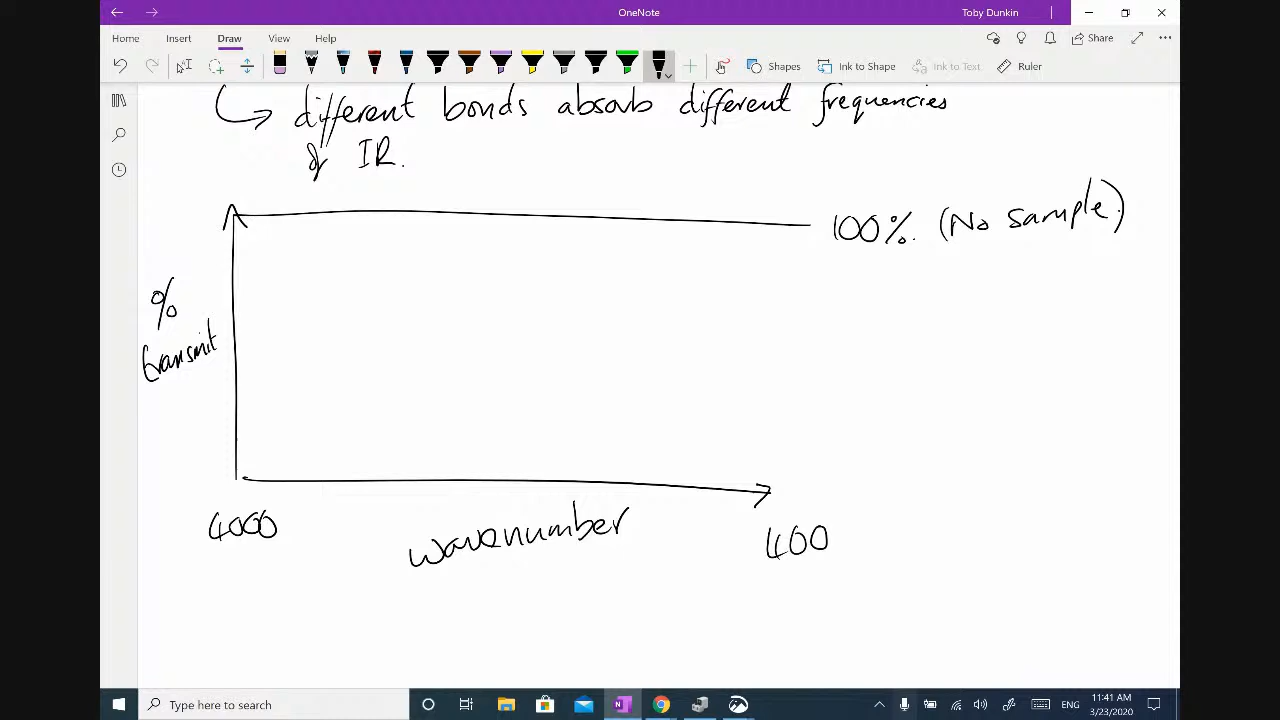 OneNote
Toby Dunkin
Home
Insert
Draw
View
Help
Share
Shapes
Ink to Shape
Ink to Text
Ruler
different bonds absorb different frequencies
of IR.
100%. (No sample.)
%
transmit
4000
wavenumber
400
Type here to search
ENG
11:41 AM
3/23/2020